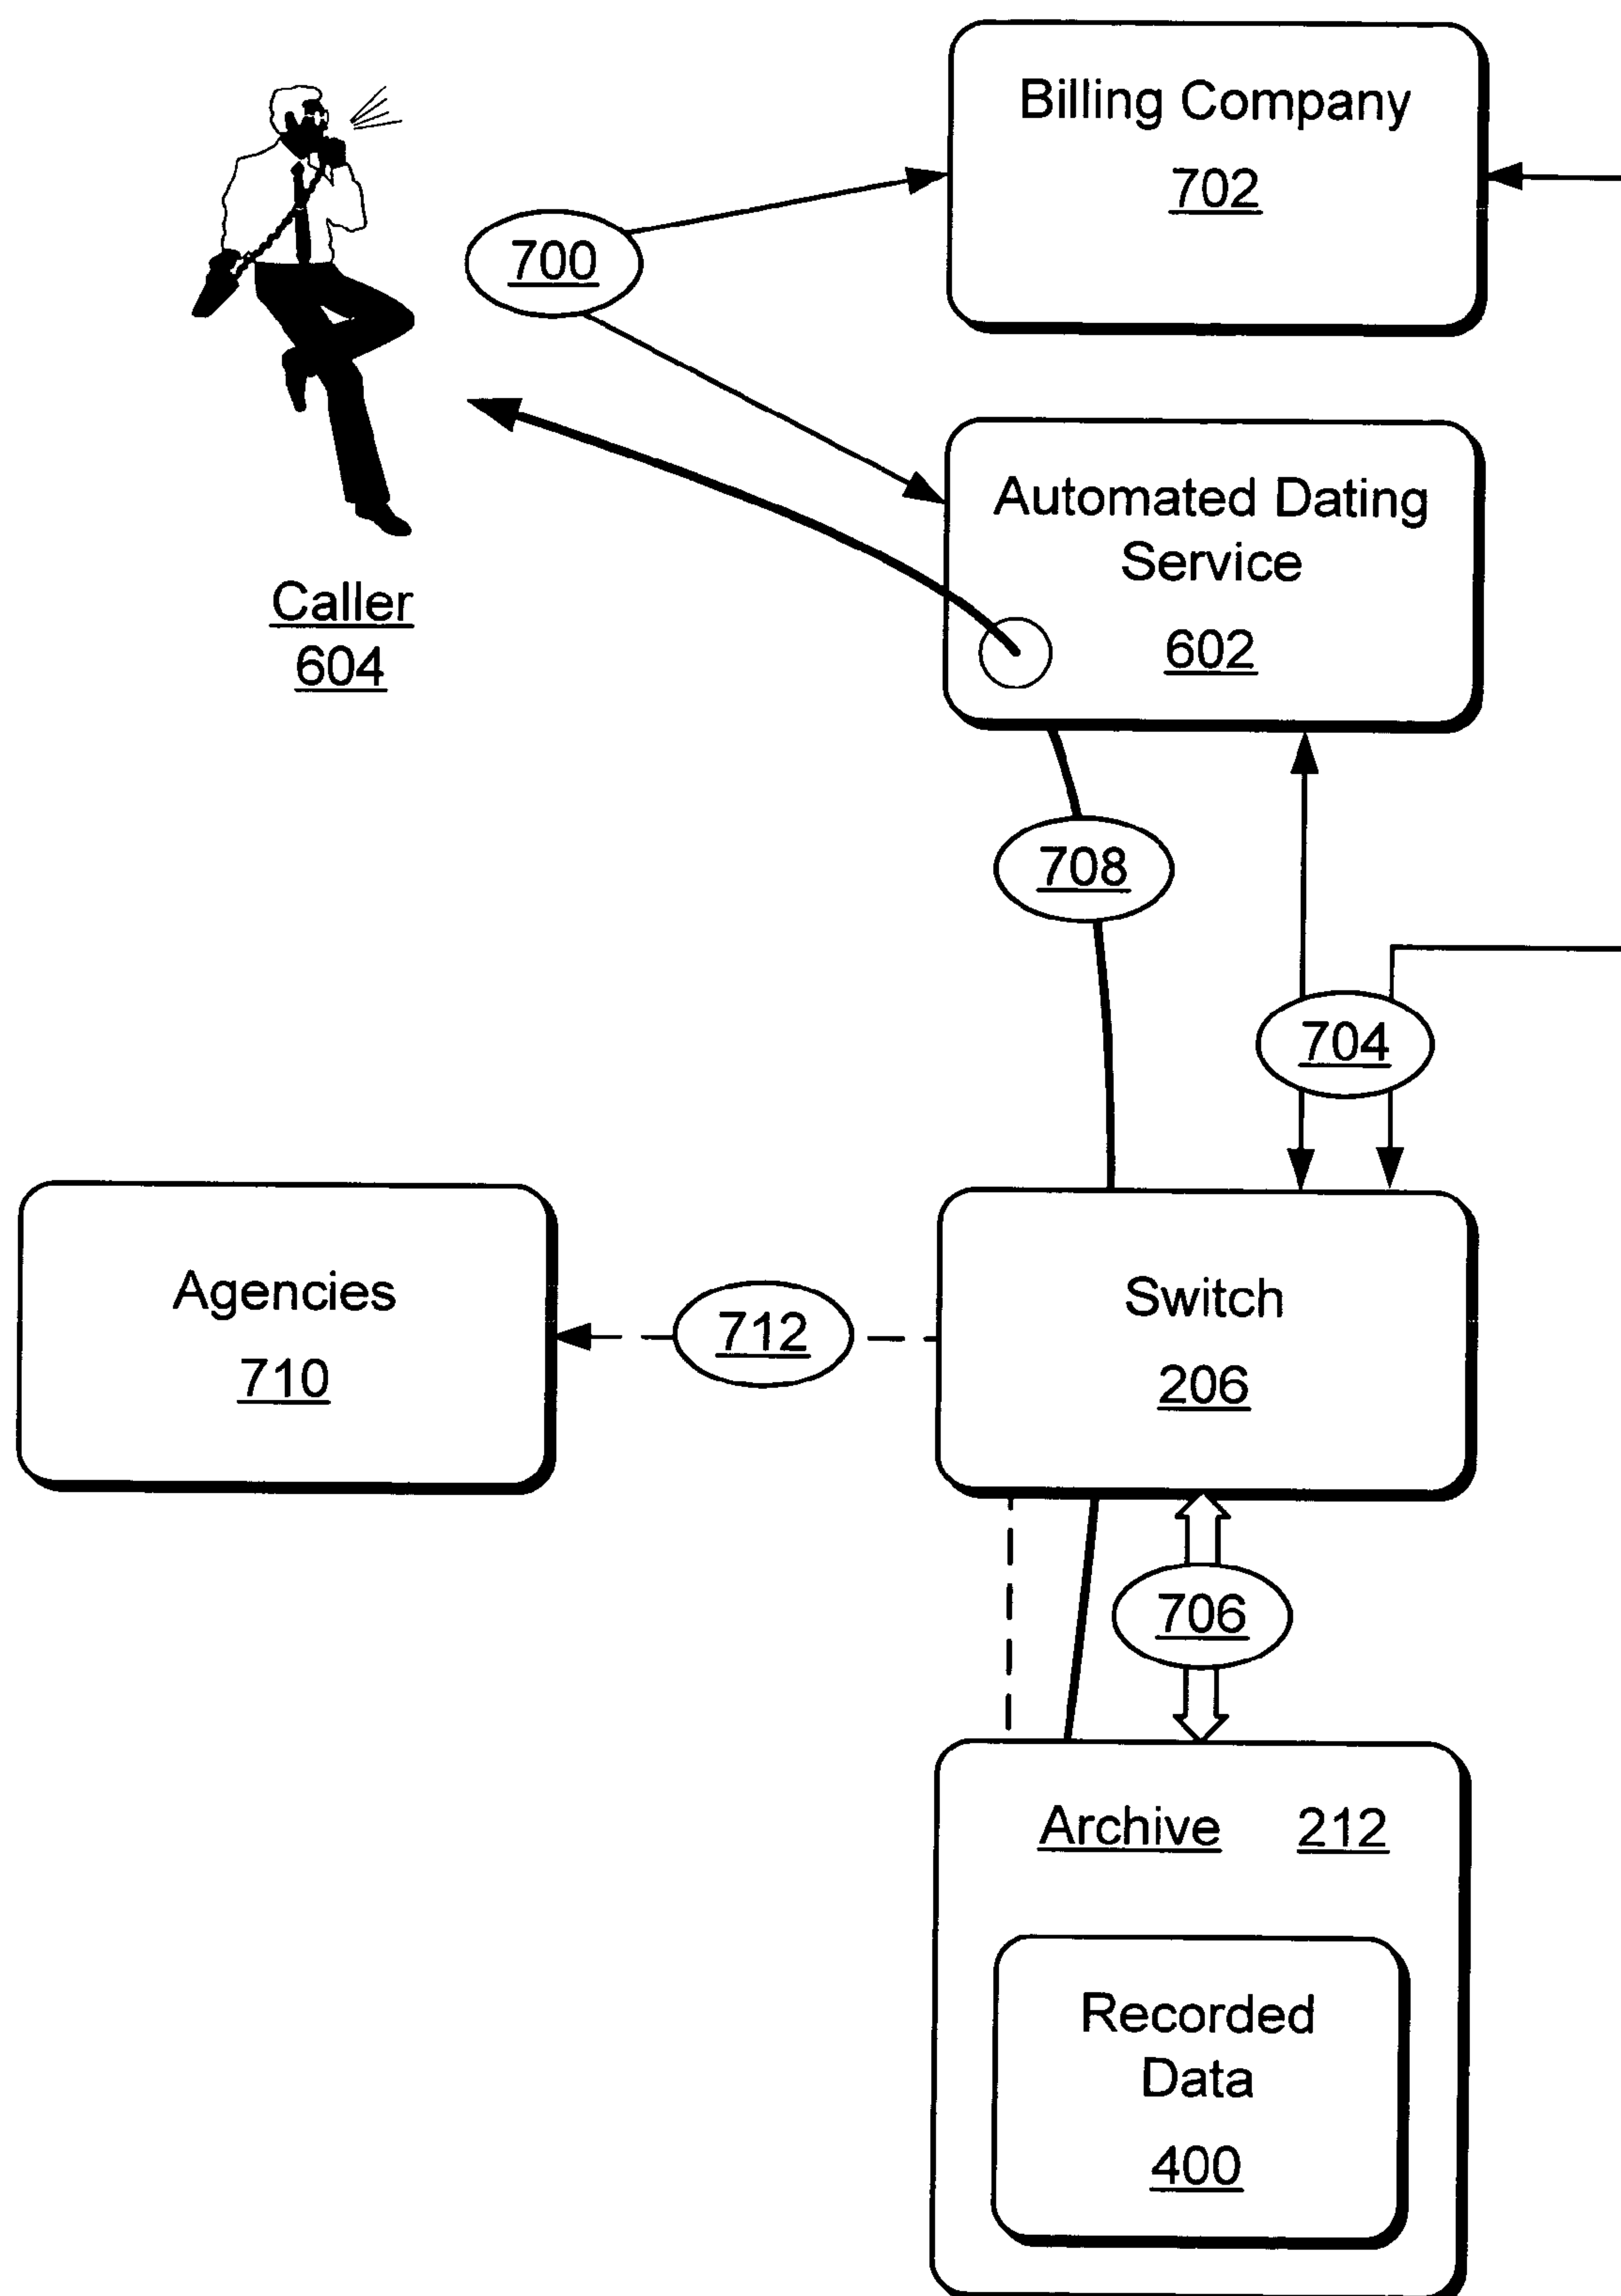 Billing Company
702
700
Automated Dating
Service
602
Caller
604
708
704
Agencies
710
712
Switch
206
706
Archive 212
Recorded
Data
400